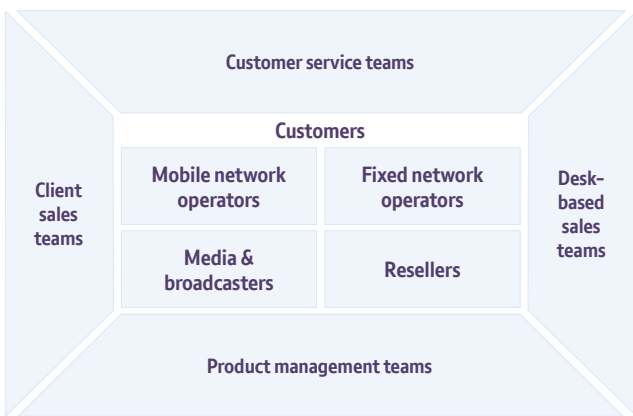 Customer service teams
Customers
Client
sales
teams
Mobile network
operators
Fixed network
operators
Desk-
based
sales
teams
Media &
broadcasters
Resellers
Product management teams